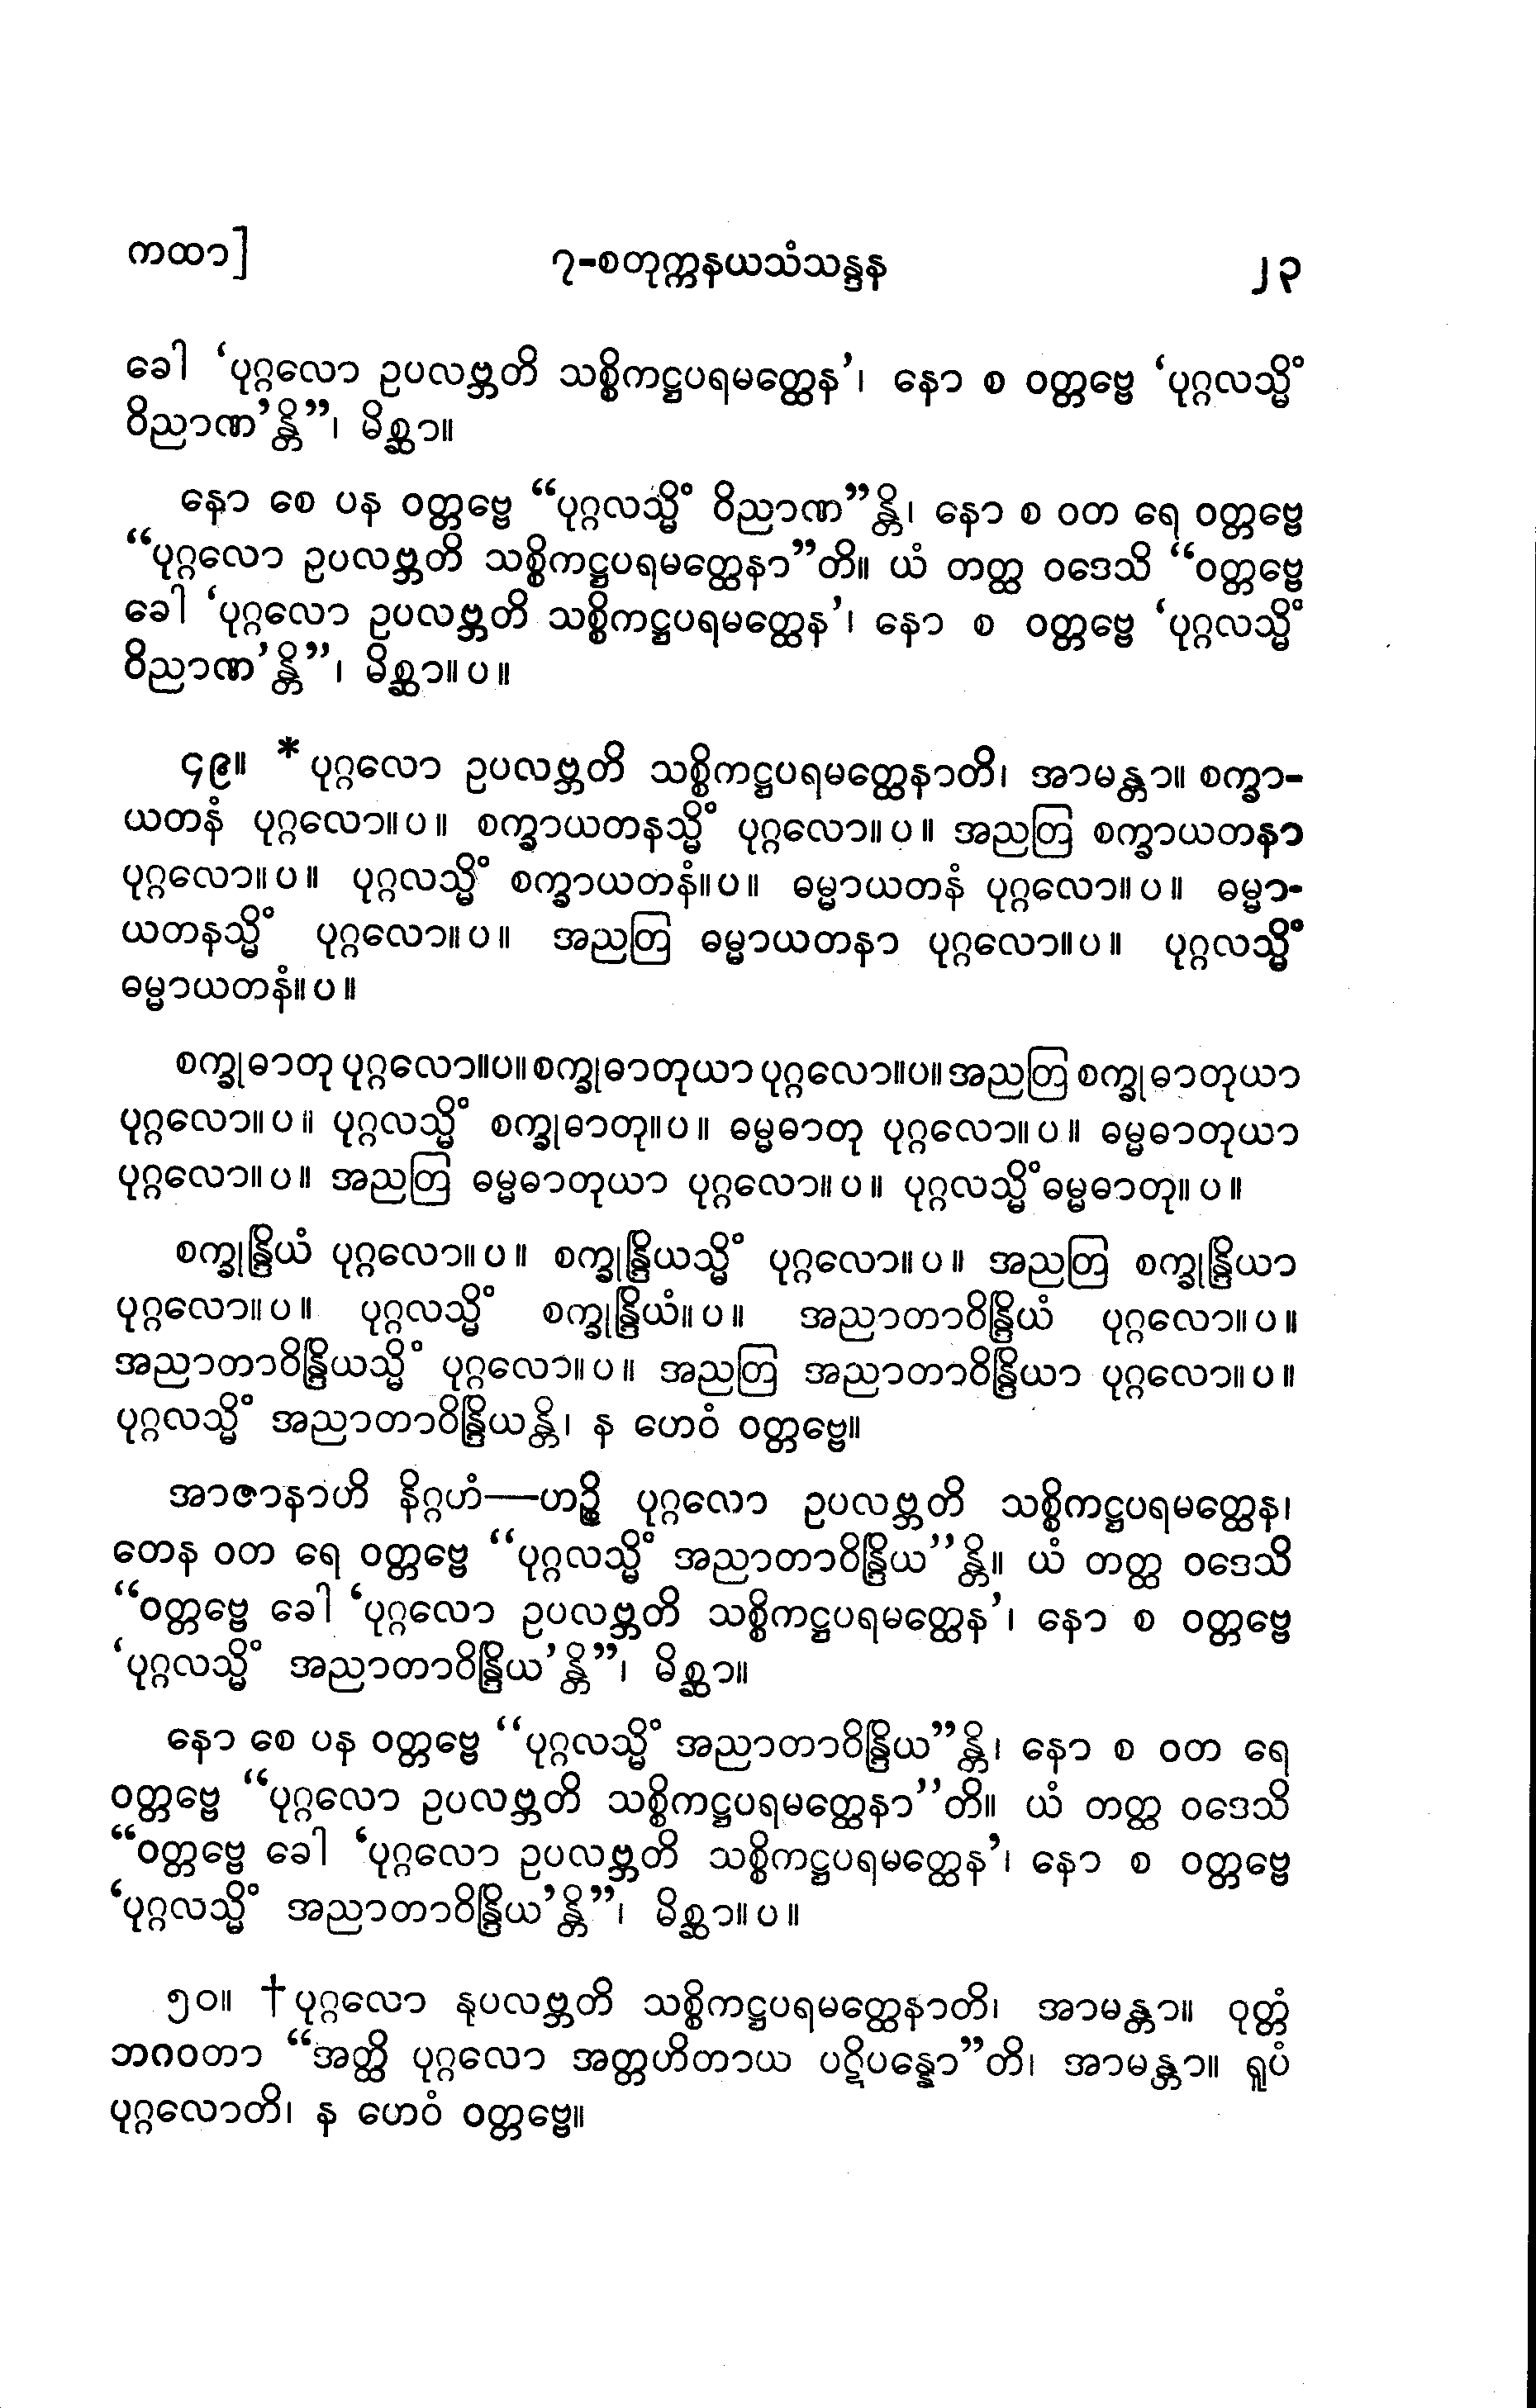 ကထာ]
၇-စတုက္ကနယသံသန္ဒန
၂၃
ခေါ ‘ပုဂ္ဂလော ဥပလဗ္ဘတိ သစ္စိကဋ္ဌပရမတ္ထေန’၊ နော စ ဝတ္တဗ္ဗေ ‘ပုဂ္ဂလသ္မိံ
ဝိညာဏ’န္တိ”၊ မိစ္ဆာ။
နော စေ ပန ဝတ္တဗ္ဗေ “ပုဂ္ဂလသ္မိံ ဝိညာဏ”န္တိ၊ နော စ ဝတ ရေ ဝတ္တဗ္ဗေ
“ပုဂ္ဂလော ဥပလဗ္ဘတိ သစ္စိကဋ္ဌပရမတ္ထေနာ”တိ။ ယံ တတ္ထ ဝဒေသိ “ဝတ္တဗ္ဗေ
ခေါ ‘ပုဂ္ဂလော ဥပလဗ္ဘတိ သစ္စိကဋ္ဌပရမတ္ထေန’၊ နော စ ဝတ္တဗ္ဗေ ‘ပုဂ္ဂလသ္မိံ
ဝိညာဏ’န္တိ”၊ မိစ္ဆာ။ပ။
၄၉။ *ပုဂ္ဂလော ဥပလဗ္ဘတိ သစ္စိကဋ္ဌပရမတ္ထေနာတိ၊ အာမန္တာ။ စက္ခာ-
ယတနံ ပုဂ္ဂလော။ပ။ စက္ခာယတနသ္မိံ ပုဂ္ဂလော။ပ။ အညတြ စက္ခာယတနာ
ပုဂ္ဂလော။ပ။ ပုဂ္ဂလသ္မိံ စက္ခာယတနံ။ပ။ ဓမ္မာယတနံ ပုဂ္ဂလော။ပ။ ဓမ္မာ-
ယတနသ္မိံ ပုဂ္ဂလော။ပ။ အညတြ ဓမ္မာယတနာ ပုဂ္ဂလော။ပ။ ပုဂ္ဂလသ္မိံ
ဓမ္မာယတနံ။ပ။
စက္ခုဓာတု ပုဂ္ဂလော။ပ။ စက္ခုဓာတုယာ ပုဂ္ဂလော။ပ။ အညတြ စက္ခုဓာတုယာ
ပုဂ္ဂလော။ပ။ ပုဂ္ဂလသ္မိံ စက္ခုဓာတု။ပ။ ဓမ္မဓာတု ပုဂ္ဂလော။ပ။ ဓမ္မဓာတုယာ
ပုဂ္ဂလော။ပ။ အညတြ ဓမ္မဓာတုယာ ပုဂ္ဂလော။ပ။ ပုဂ္ဂလသ္မိံ ဓမ္မဓာတု။ပ။
စက္ခုန္ဒြိယံ ပုဂ္ဂလော။ပ။ စက္ခုန္ဒြိယသ္မိံ ပုဂ္ဂလော။ပ။ အညတြ စက္ခုန္ဒြိယာ
ပုဂ္ဂလော။ပ။ ပုဂ္ဂလသ္မိံ စက္ခုန္ဒြိယံ။ပ။ အညာတာဝိန္ဒြိယံ ပုဂ္ဂလော။ပ။
အညာတာဝိန္ဒြိယသ္မိံ ပုဂ္ဂလော။ပ။ အညတြ အညာတာဝိန္ဒြိယာ ပုဂ္ဂလော။ပ။
ပုဂ္ဂလသ္မိံ အညာတာဝိန္ဒြိယန္တိ၊ န ဟေဝံ ဝတ္တဗ္ဗေ။
အာဇာနာဟိ နိဂ္ဂဟံ—ဟဉ္စိ ပုဂ္ဂလော ဥပလဗ္ဘတိ သစ္စိကဋ္ဌပရမတ္ထေန၊
တေန ဝတ ရေ ဝတ္တဗ္ဗေ “ပုဂ္ဂလသ္မိံ အညာတာဝိန္ဒြိယ”န္တိ။ ယံ တတ္ထ ဝဒေသိ
“ဝတ္တဗ္ဗေ ခေါ ‘ပုဂ္ဂလော ဥပလဗ္ဘတိ သစ္စိကဋ္ဌပရမတ္ထေန’၊ နော စ ဝတ္တဗ္ဗေ
‘ပုဂ္ဂလသ္မိံ အညာတာဝိန္ဒြိယ’န္တိ”၊ မိစ္ဆာ။
နော စေ ပန ဝတ္တဗ္ဗေ “ပုဂ္ဂလသ္မိံ အညာတာဝိန္ဒြိယ”န္တိ၊ နော စ ဝတ ရေ
ဝတ္တဗ္ဗေ “ပုဂ္ဂလော ဥပလဗ္ဘတိ သစ္စိကဋ္ဌပရမတ္ထေနာ”တိ။ ယံ တတ္ထ ဝဒေသိ
“ဝတ္တဗ္ဗေ ခေါ ‘ပုဂ္ဂလော ဥပလဗ္ဘတိ သစ္စိကဋ္ဌပရမတ္ထေန’၊ နော စ ဝတ္တဗ္ဗေ
‘ပုဂ္ဂလသ္မိံ အညာတာဝိန္ဒြိယ’န္တိ”၊ မိစ္ဆာ။ပ။
၅၀။ †ပုဂ္ဂလော နုပလဗ္ဘတိ သစ္စိကဋ္ဌပရမတ္ထေနာတိ၊ အာမန္တာ။ ဝုတ္တံ
ဘဂဝတာ “အတ္ထိ ပုဂ္ဂလော အတ္တဟိတာယ ပဋိပန္နော”တိ၊ အာမန္တာ။ ရူပံ
ပုဂ္ဂလောတိ၊ န ဟေဝံ ဝတ္တဗ္ဗေ။